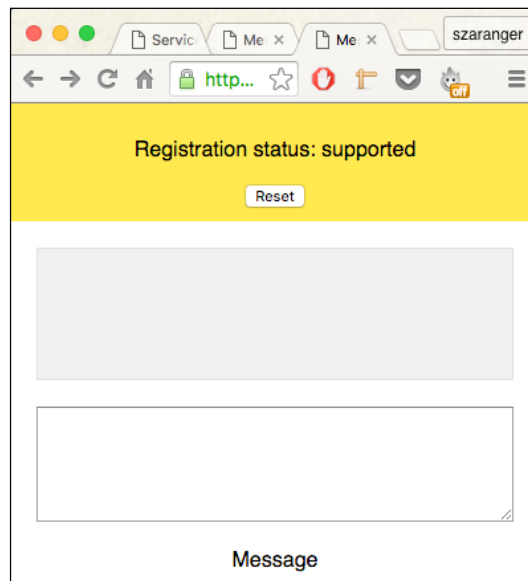 Servic
Me
Me
szaranger
http...
off
Registration status: supported
Reset
Message